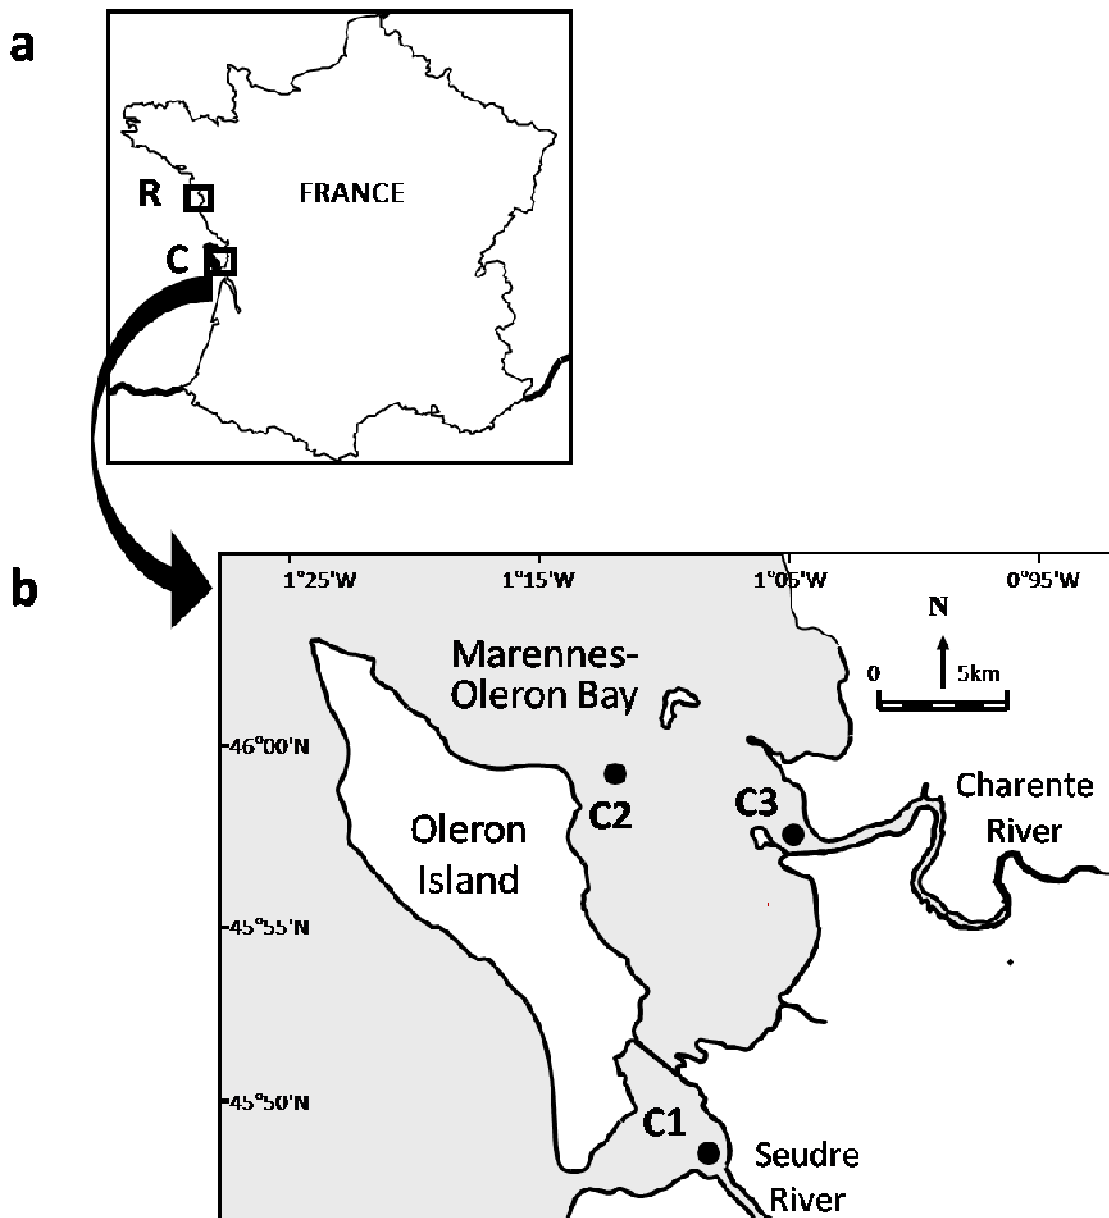 a
R
FRANCE
C
b
1°25'W
1°15'W
1°05'W
0°95'W
N
Marennes-
Oleron Bay
0
5km
46°00'N
C2
C3
Charente
River
Oleron
Island
45°55'N
45°50'N
C1
Seudre
River